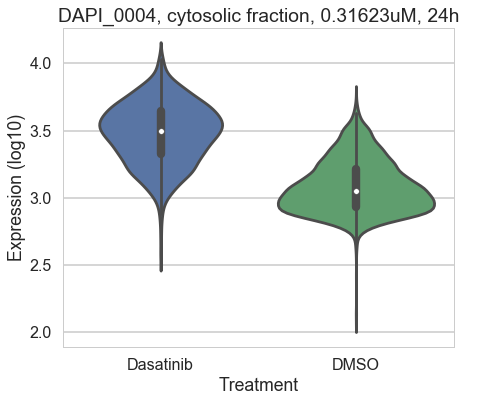 DAPI_0004, cytosolic fraction, 0.31623uM, 24h
Expression (log10)
4.0
3.5
3.0
2.5
2.0
Dasatinib DMSO
Treatment